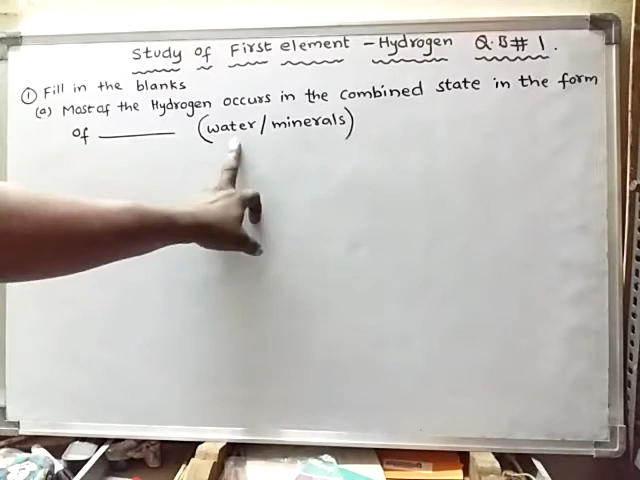 Study of First element - Hydrogen Q.B# 1.
① Fill in the blanks
(a) Most of the Hydrogen occurs in the combined state in the form
of ________ (water/minerals)